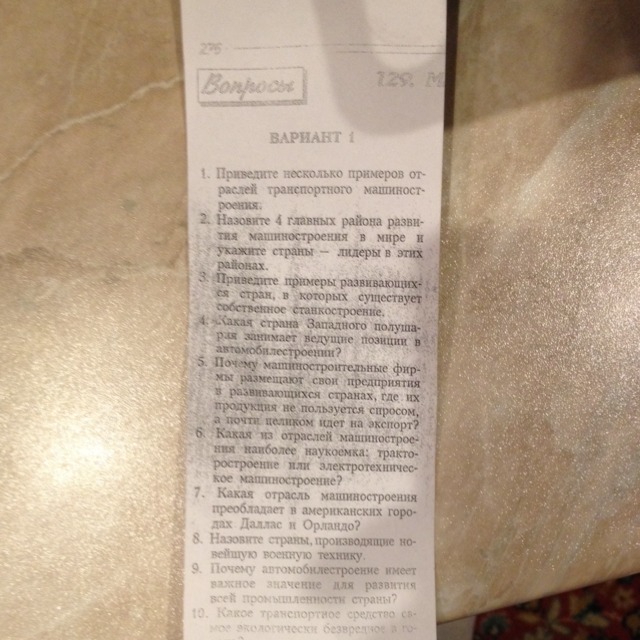 276
Вопросы
129. М
ВАРИАНТ 1
1. Приведите несколько примеров от-
раслей транспортного машиност-
роения.
2. Назовите 4 главных района разви-
тия машиностроения в мире и
укажите страны — лидеры в этих
районах.
3. Приведите примеры развивающих-
ся стран, в которых существует
собственное станкостроение.
4. Какая страна Западного полуша-
рия занимает ведущие позиции в
автомобилестроении?
5. Почему машиностроительные фир-
мы размещают свои предприятия
в развивающихся странах, где их
продукция не пользуется спросом,
а почти целиком идет на экспорт?
6. Какая из отраслей машинострое-
ния наиболее наукоемка: тракто-
ростроение или электротехничес-
кое машиностроение?
7. Какая отрасль машиностроения
преобладает в американских горо-
дах Даллас и Орландо?
8. Назовите страны, производящие но-
вейшую военную технику.
9. Почему автомобилестроение имеет
важное значение для развития
всей промышленности страны?
10. Какое транспортное средство са-
мое экологически безвредное в го-